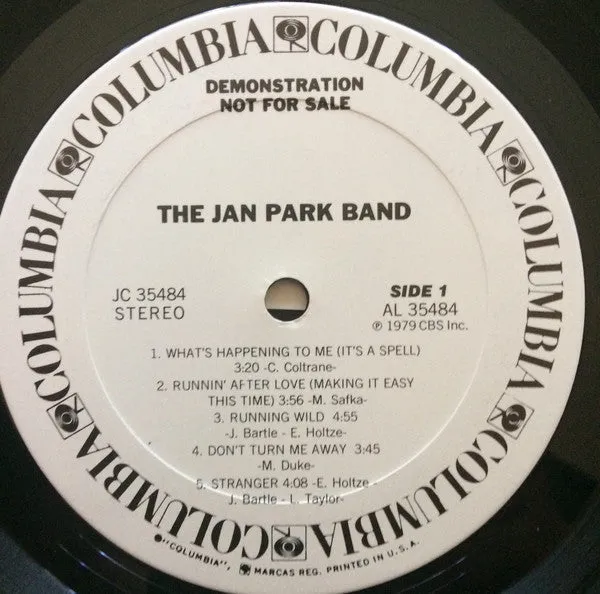 COLUMBIA COLUMBIA COLUMBIA COLUMBIA COLUMBIA COLUMBIA COLUMBIA COLUMBIA
DEMONSTRATION
NOT FOR SALE
THE JAN PARK BAND
JC 35484
STEREO
SIDE 1
AL 35484
℗ 1979 CBS Inc.
1. WHAT'S HAPPENING TO ME (IT'S A SPELL)
3:20 -C. Coltrane-
2. RUNNIN' AFTER LOVE (MAKING IT EASY
THIS TIME) 3:56 -M. Safka-
3. RUNNING WILD 4:55
-J. Bartle - E. Holtze-
4. DON'T TURN ME AWAY 3:45
-M. Duke-
5. STRANGER 4:08 -E. Holtze -
J. Bartle - L. Taylor-
"COLUMBIA", MARCAS REG. PRINTED IN U.S.A.